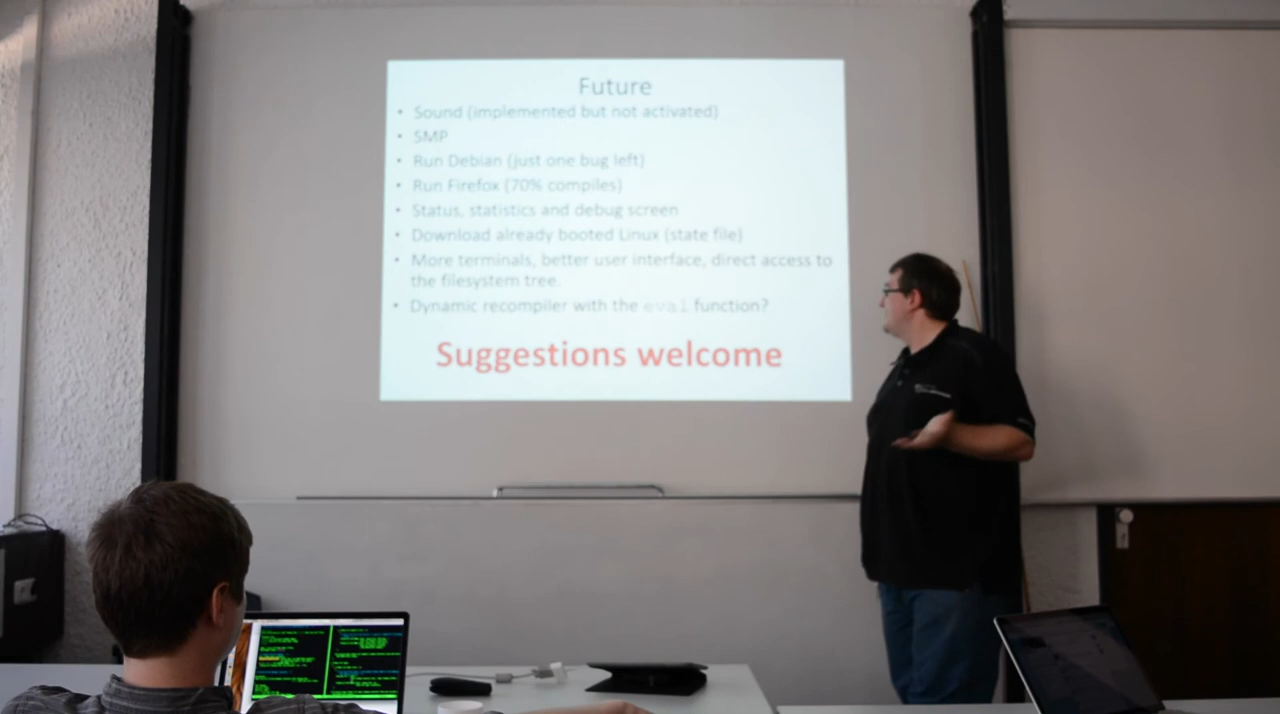 Future
• Sound (implemented but not activated)
• SMP
• Run Debian (just one bug left)
• Run Firefox (70% compiles)
• Status, statistics and debug screen
• Download already booted Linux (state file)
• More terminals, better user interface, direct access to
the filesystem tree.
• Dynamic recompiler with the eval function?
Suggestions welcome